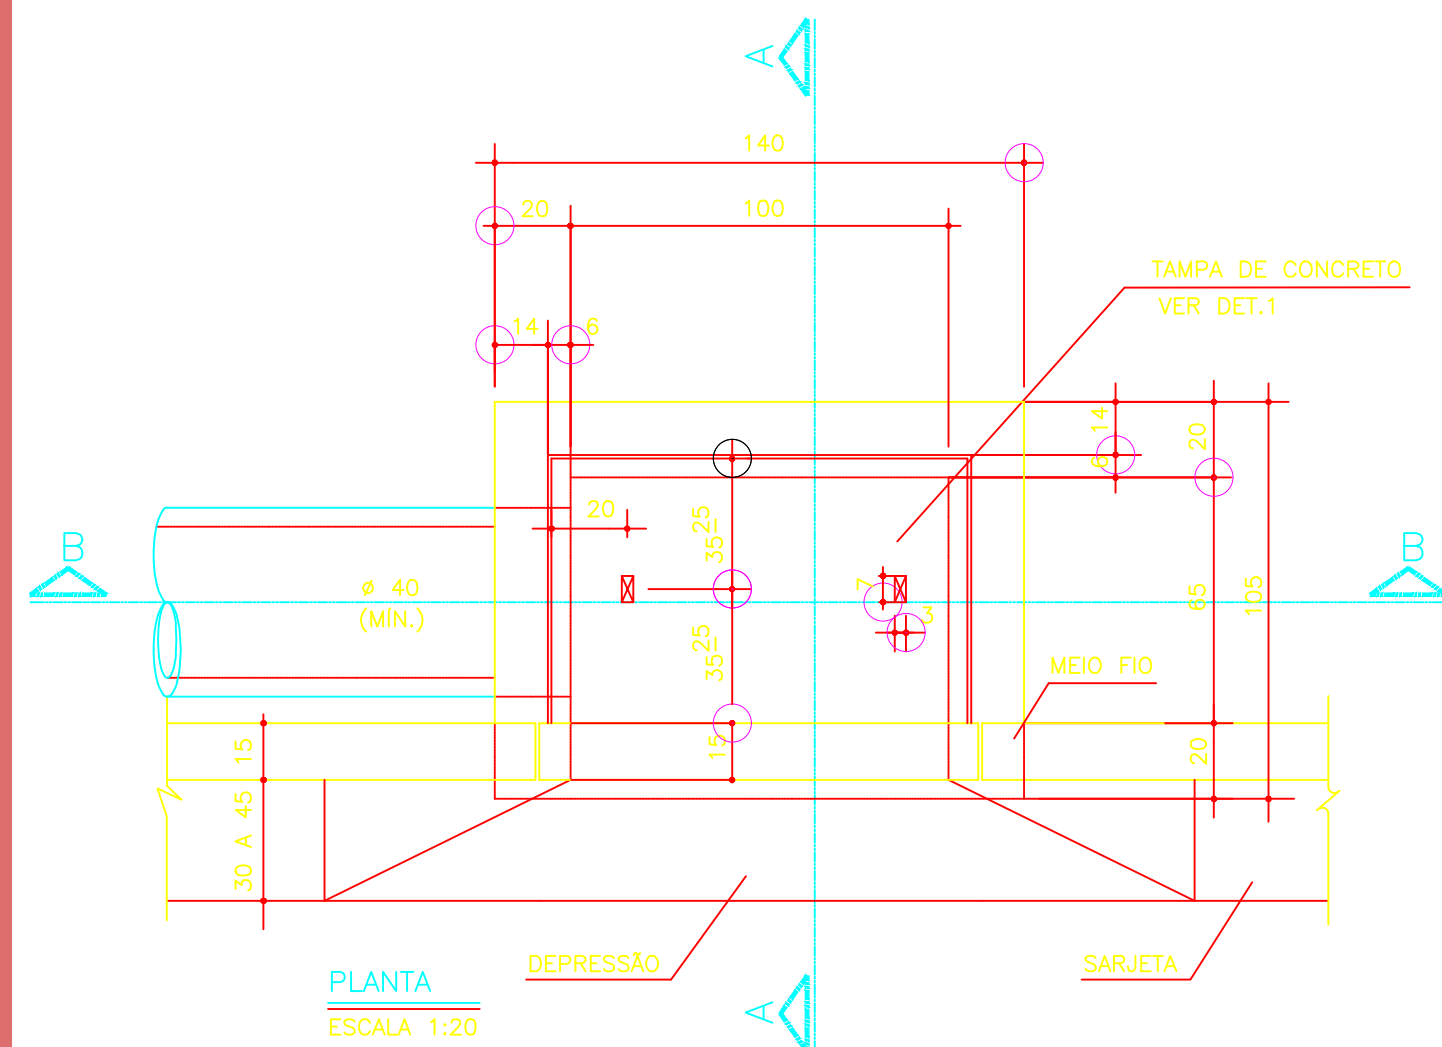 A
140
20
100
TAMPA DE CONCRETO
VER DET.1
14
6
14
20
6
20
35=25
B
B
ø 40
(MÍN.)
7
65
105
3
35=25
MEIO FIO
15
15
20
30 A 45
DEPRESSÃO
SARJETA
PLANTA
ESCALA 1:20
A